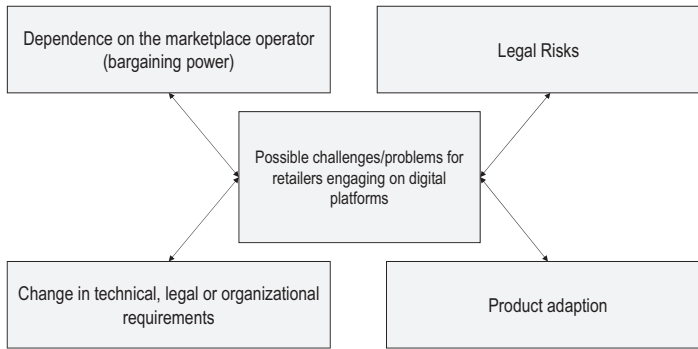 Dependence on the marketplace operator
(bargaining power)
Legal Risks
Possible challenges/problems for
retailers engaging on digital
platforms
Change in technical, legal or organizational
requirements
Product adaption